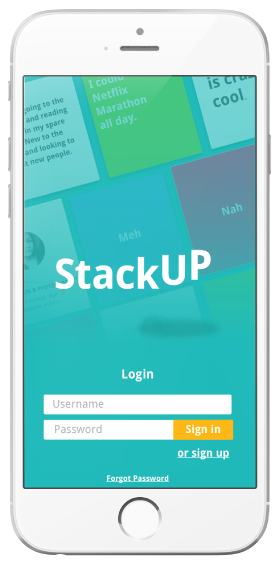 I could
Netflix
Marathon
all day.
is cra
cool.
going to the
and reading
in my spare
New to the
and looking to
t new people.
Meh
Nah
StackUP
Login
Username
Password
Sign in
or sign up
Forgot Password